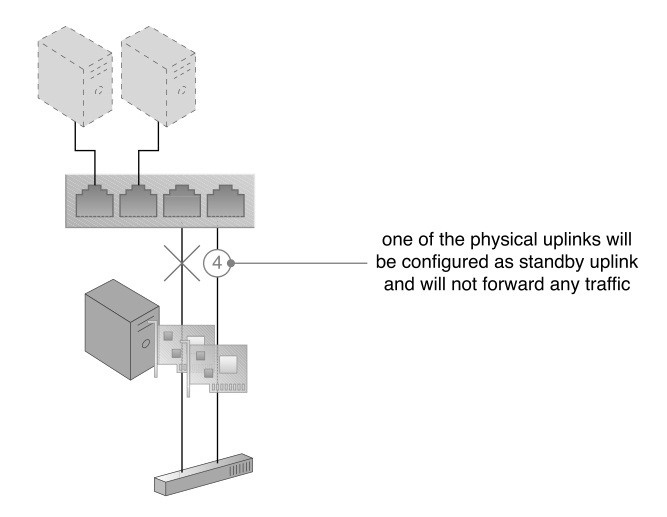 4
one of the physical uplinks will
be configured as standby uplink
and will not forward any traffic